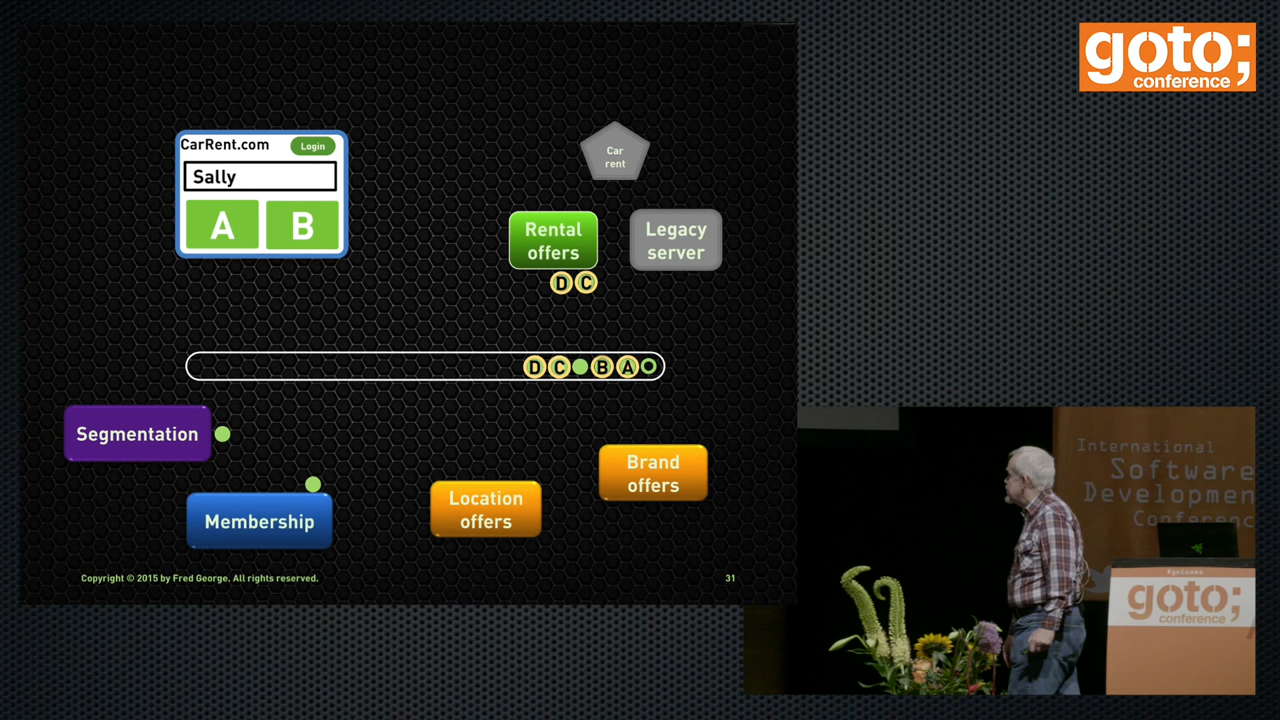 goto;
conference
CarRent.com
Login
Sally
A
B
Car
rent
Rental
offers
Legacy
server
D C
D C B A
Segmentation
Brand
offers
Location
offers
Membership
Copyright © 2015 by Fred George. All rights reserved.
31
International
Software
Developmen
Conferenc
goto;
conference